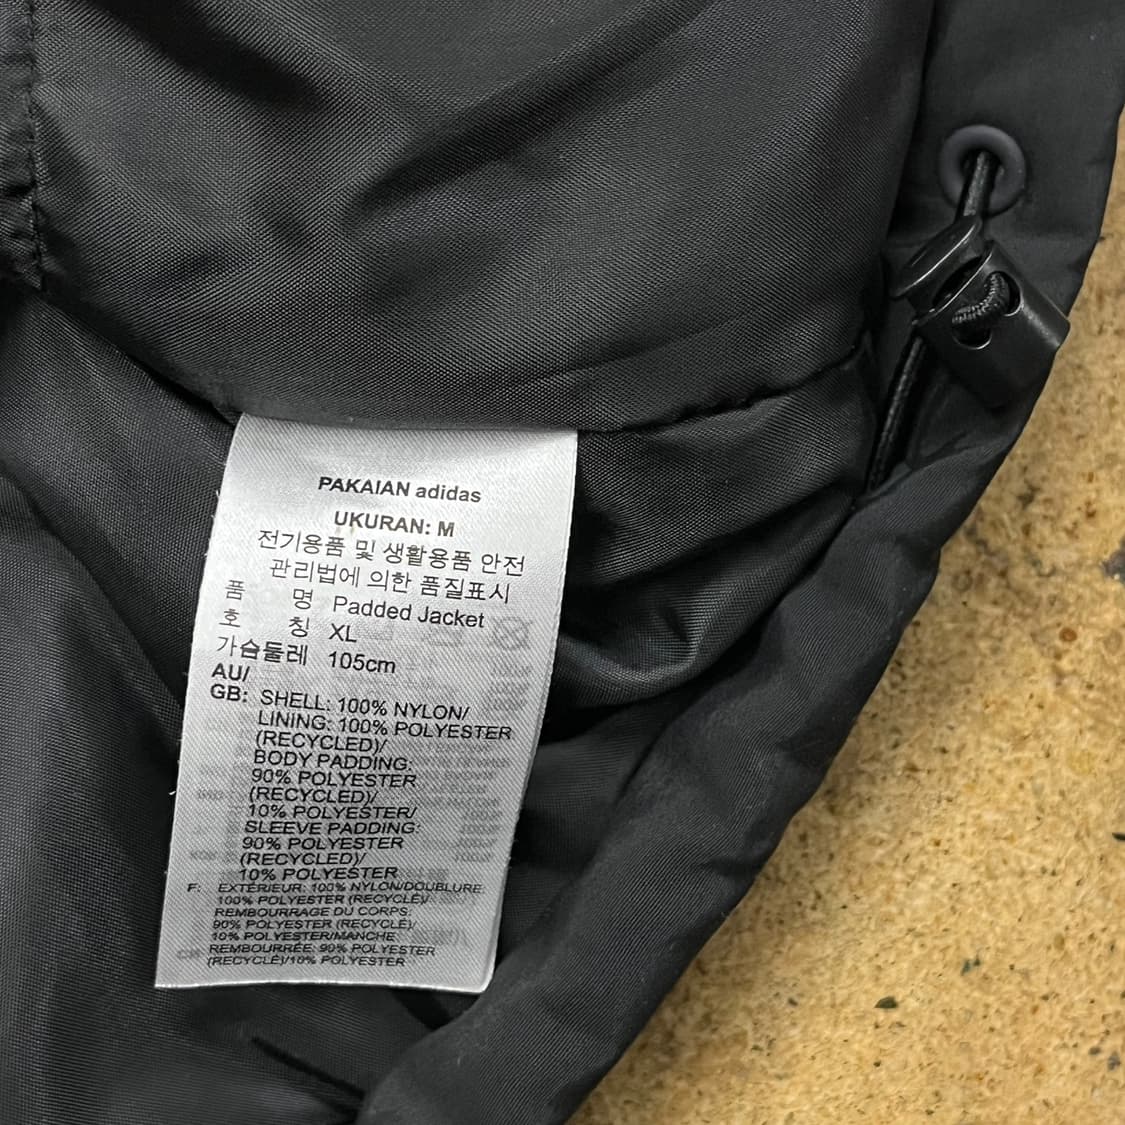 PAKAIAN adidas
UKURAN: M
전기용품 및 생활용품 안전
관리법에 의한 품질표시
품 명 Padded Jacket
호 칭 XL
가슴둘레 105cm
AU/
GB: SHELL: 100% NYLON/
LINING: 100% POLYESTER
(RECYCLED)/
BODY PADDING:
90% POLYESTER
(RECYCLED)/
10% POLYESTER/
SLEEVE PADDING:
90% POLYESTER
(RECYCLED)/
10% POLYESTER
F: EXTÉRIEUR: 100% NYLON/DOUBLURE:
100% POLYESTER (RECYCLÉ)/
REMBOURRAGE DU CORPS:
90% POLYESTER (RECYCLÉ)/
10% POLYESTER/MANCHE
REMBOURRÉE: 90% POLYESTER
(RECYCLÉ)/10% POLYESTER